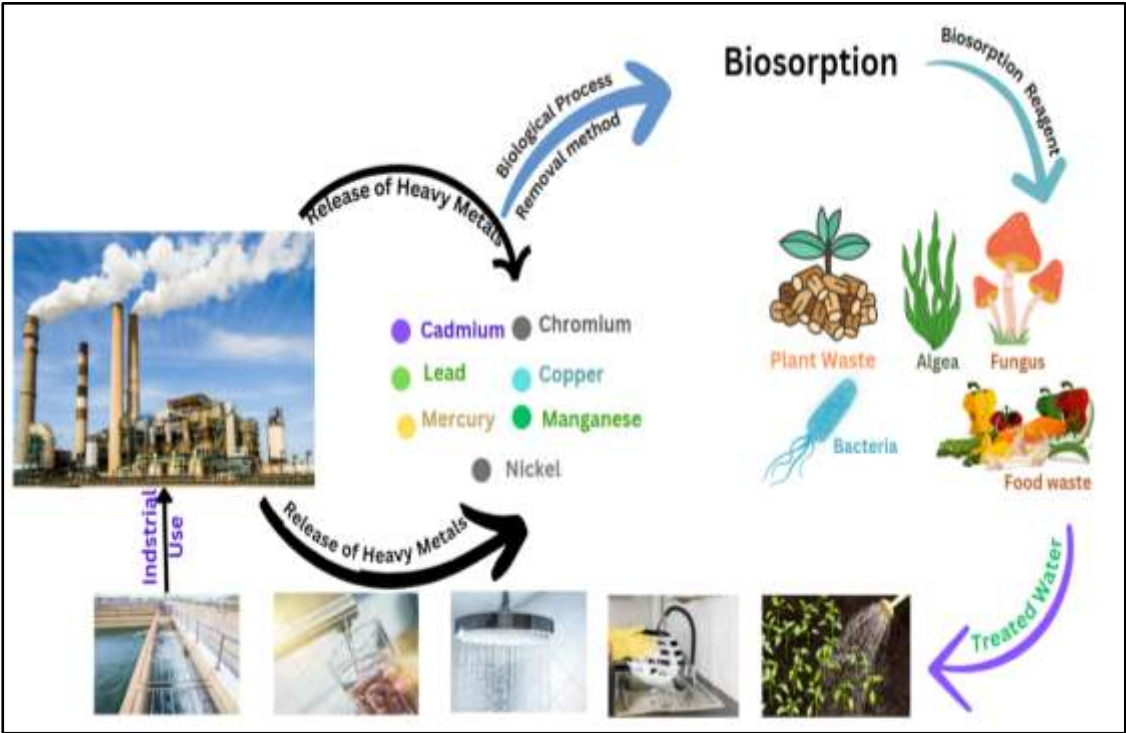 Biosorption
Biosorption Reagent
Biological Process
Removal method
Release of Heavy Metals
Cadmium
Chromium
Lead
Copper
Mercury
Manganese
Nickel
Plant Waste
Algea
Fungus
Bacteria
Food waste
Indstrial
Use
Release of Heavy Metals
Treated Water